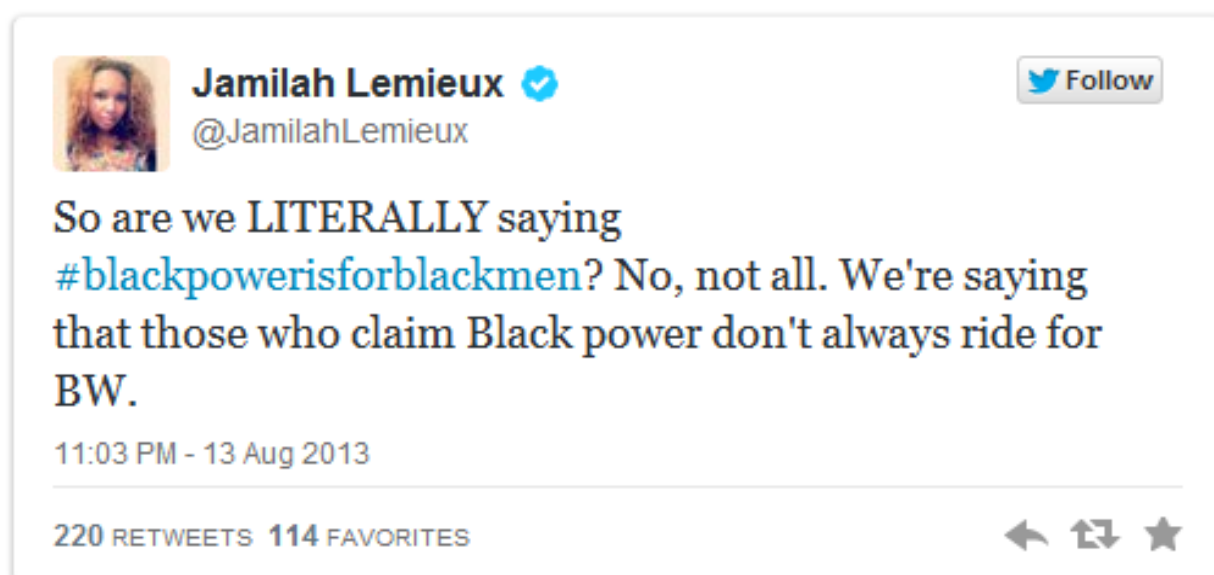 Jamilah Lemieux
Follow
@JamilahLemieux
So are we LITERALLY saying
#blackpowerisforblackmen? No, not all. We're saying
that those who claim Black power don't always ride for
BW.
11:03 PM - 13 Aug 2013
220 RETWEETS 114 FAVORITES